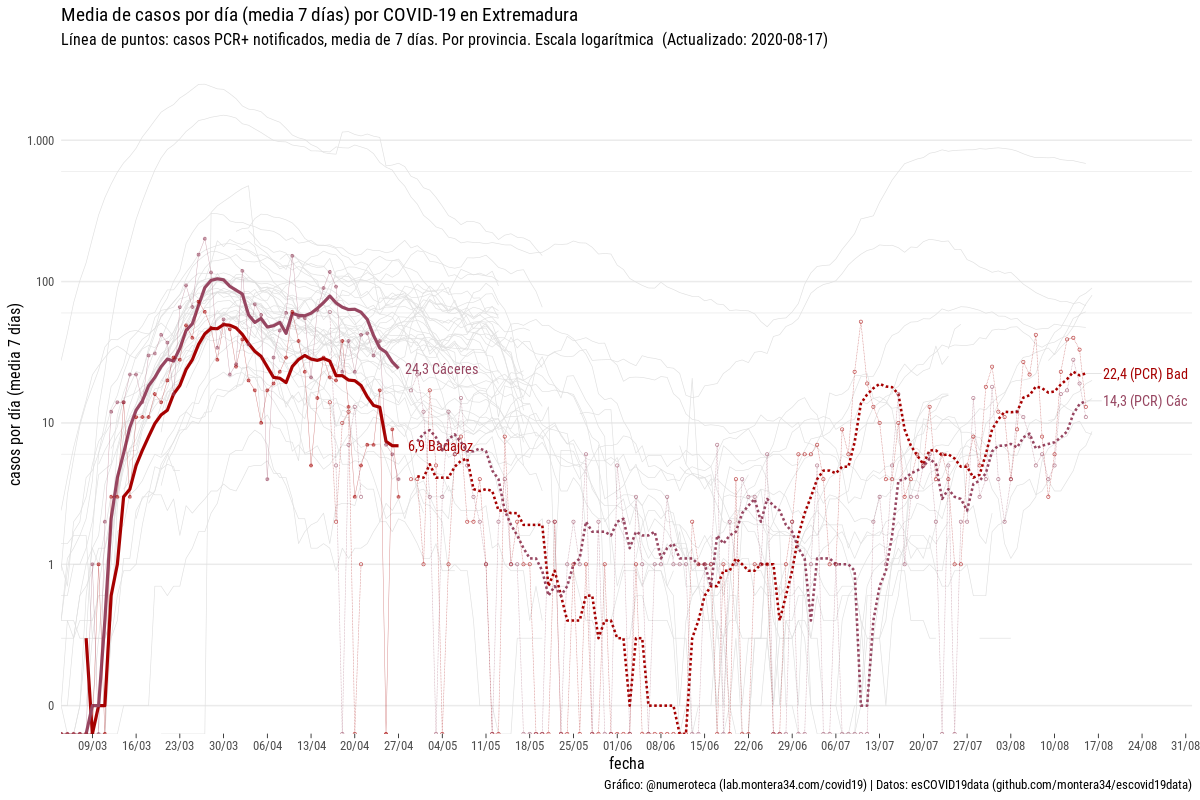 Media de casos por día (media 7 días) por COVID-19 en Extremadura
Línea de puntos: casos PCR+ notificados, media de 7 días. Por provincia. Escala logarítmica (Actualizado: 2020-08-17)
casos por día (media 7 días)
1.000
100
10
1
0
24,3 Cáceres
6,9 Badajoz
22,4 (PCR) Bad
14,3 (PCR) Các
09/03 16/03 23/03 30/03 06/04 13/04 20/04 27/04 04/05 11/05 18/05 25/05 01/06 08/06 15/06 22/06 29/06 06/07 13/07 20/07 27/07 03/08 10/08 17/08 24/08 31/08
fecha
Gráfico: @numeroteca (lab.montera34.com/covid19) | Datos: esCOVID19data (github.com/montera34/escovid19data)